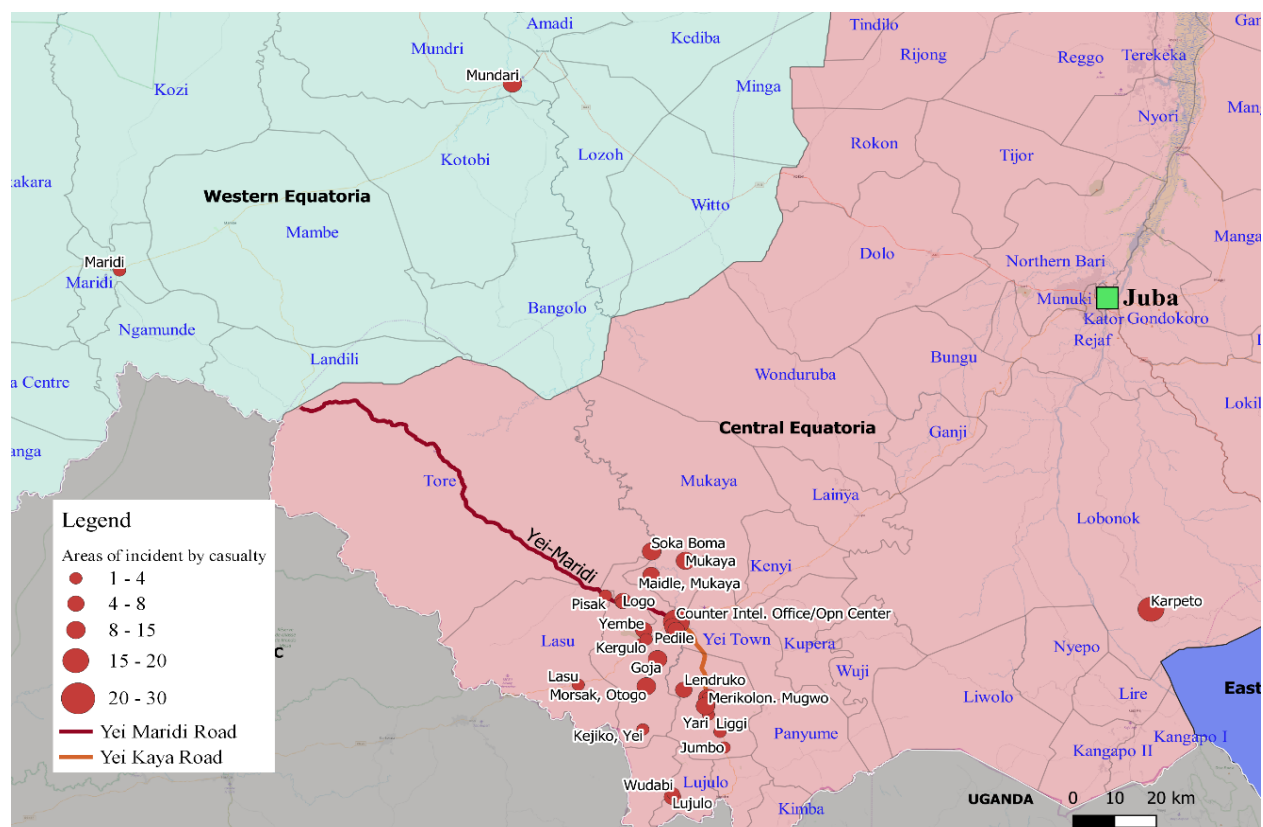 Tindilo
Amadi
Mundri
Kediba
Rijong
Reggo
Terekeka
Mundari
Kozi
Minga
Nyori
Kotobi
Lozoh
Rokon
Tijor
Western Equatoria
Witto
Mambe
Manga
Dolo
Northern Bari
Maridi
Maridi
Munuki
Juba
Kator
Gondokoro
Rejaf
Ngamunde
Bangolo
Landili
Bungu
a Centre
Wonduruba
Lokil
Central Equatoria
Ganji
anga
Tore
Mukaya
Lainya
Lobonok
Legend
Areas of incident by casualty
1 - 4
4 - 8
8 - 15
15 - 20
20 - 30
Yei Maridi Road
Yei Kaya Road
Yei-Maridi
Soka Boma
Mukaya
Maidle, Mukaya
Kenyi
Pisak
Logo
Karpeto
Counter Intel. Office/Opn Center
Yembe
Pedile
Yei Town
Kupera
Lasu
Kergulo
Goja
Wuji
Nyepo
Lasu
Morsak, Otogo
Lendruko
Merikolon. Mugwo
Liwolo
Lire
East
Yari
Liggi
Kejiko, Yei
Panyume
Kangapo I
Jumbo
Kangapo II
Wudabi
Lujulo
Lujulo
Kimba
UGANDA
0 10 20 km